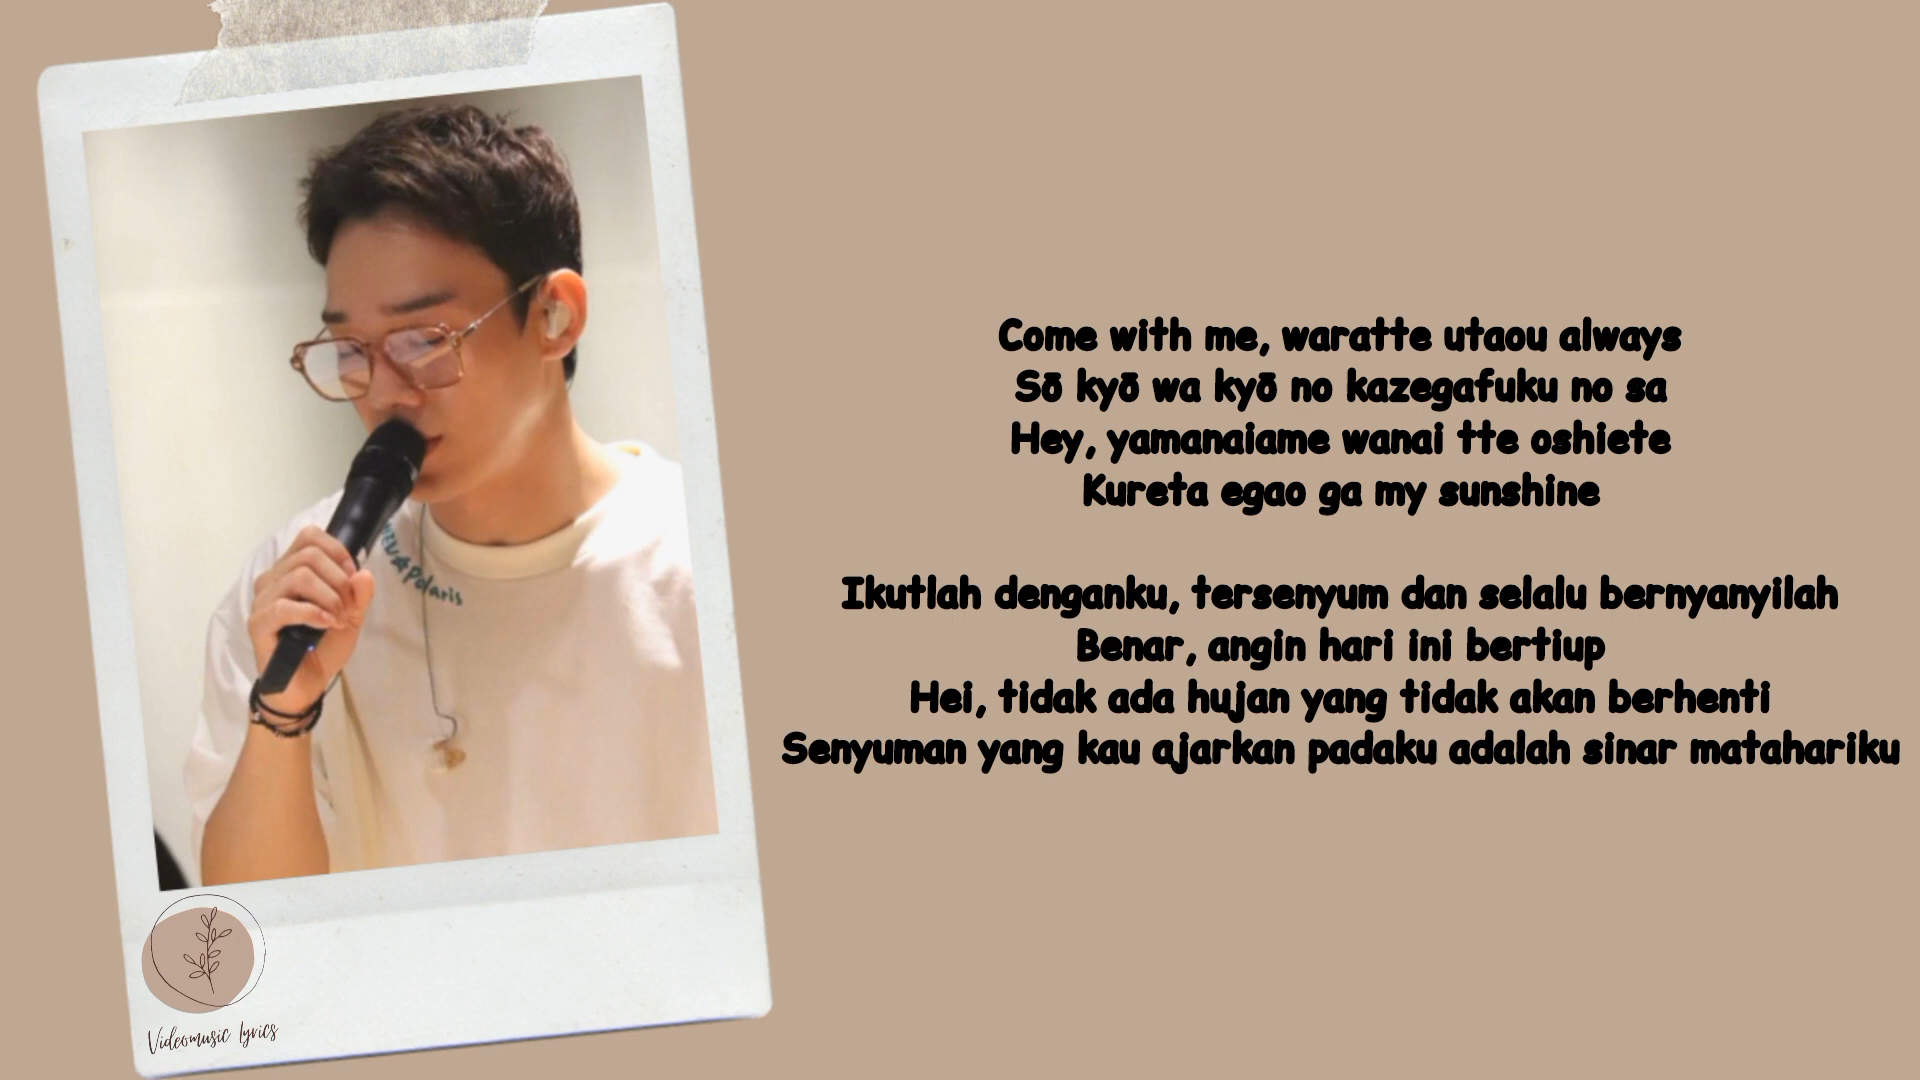 Come with me, waratte utaou always
Sō kyō wa kyō no kazegafuku no sa
Hey, yamanaiame wanai tte oshiete
Kureta egao ga my sunshine
Ikutlah denganku, tersenyum dan selalu bernyanyilah
Benar, angin hari ini bertiup
Hei, tidak ada hujan yang tidak akan berhenti
Senyuman yang kau ajarkan padaku adalah sinar matahariku
Polaris
Videomusic lyrics